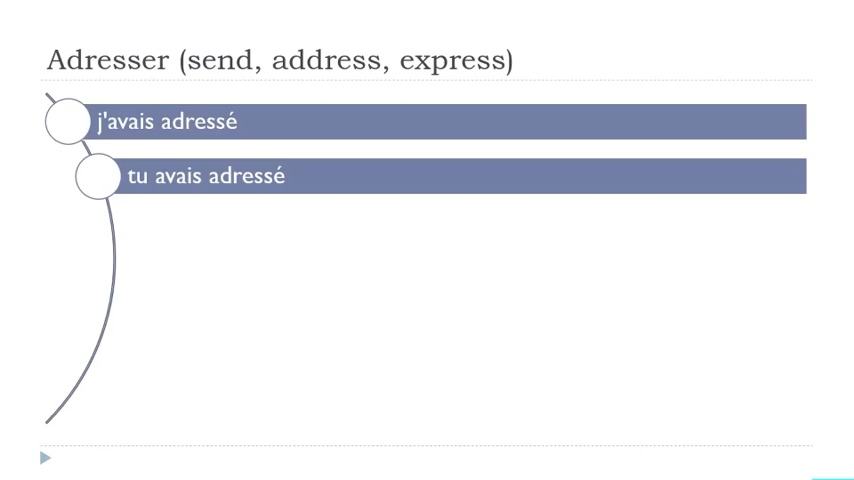 Adresser (send, address, express)
j'avais adressé
tu avais adressé